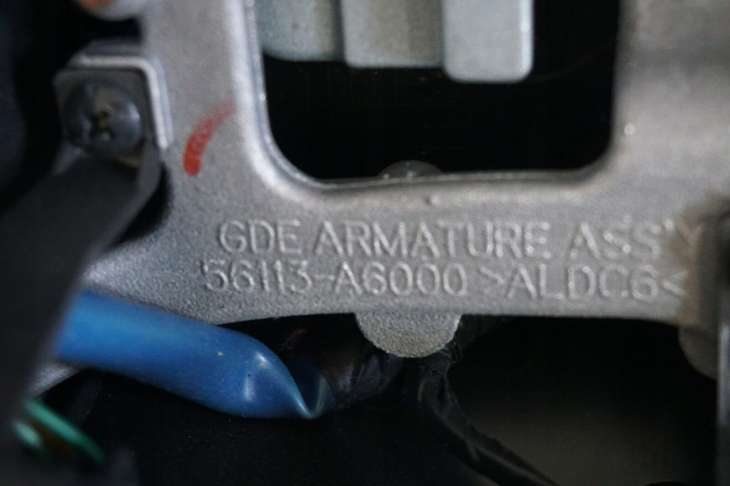 GDE ARMATURE ASS'Y
56113-A6000 >ALDC6<